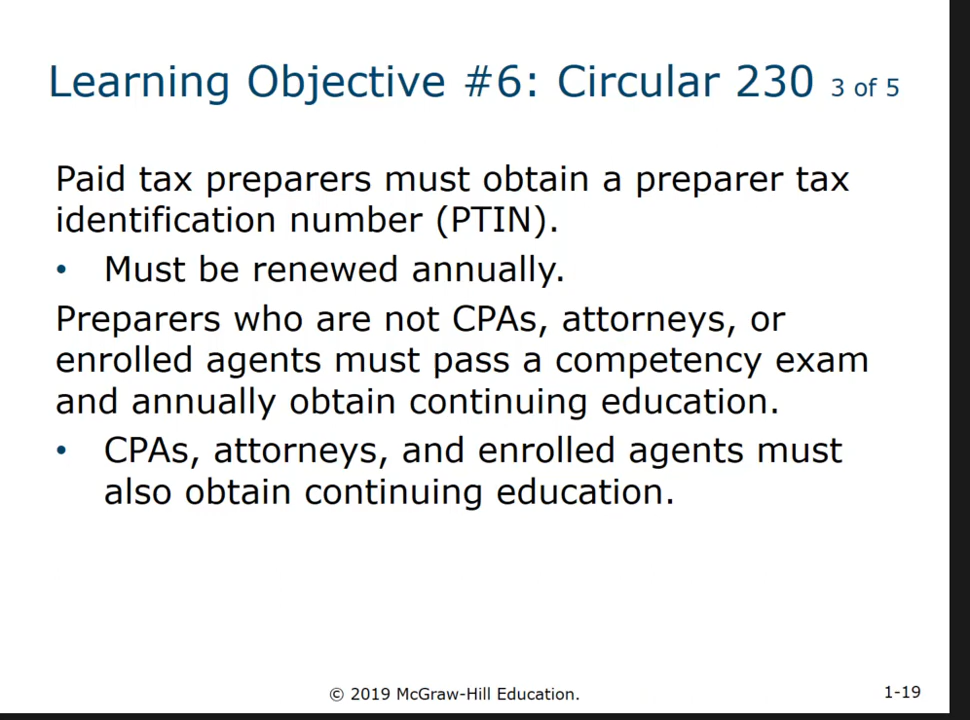 Learning Objective #6: Circular 230 3 of 5
Paid tax preparers must obtain a preparer tax
identification number (PTIN).
• Must be renewed annually.
Preparers who are not CPAs, attorneys, or
enrolled agents must pass a competency exam
and annually obtain continuing education.
• CPAs, attorneys, and enrolled agents must
also obtain continuing education.
© 2019 McGraw-Hill Education.
1-19